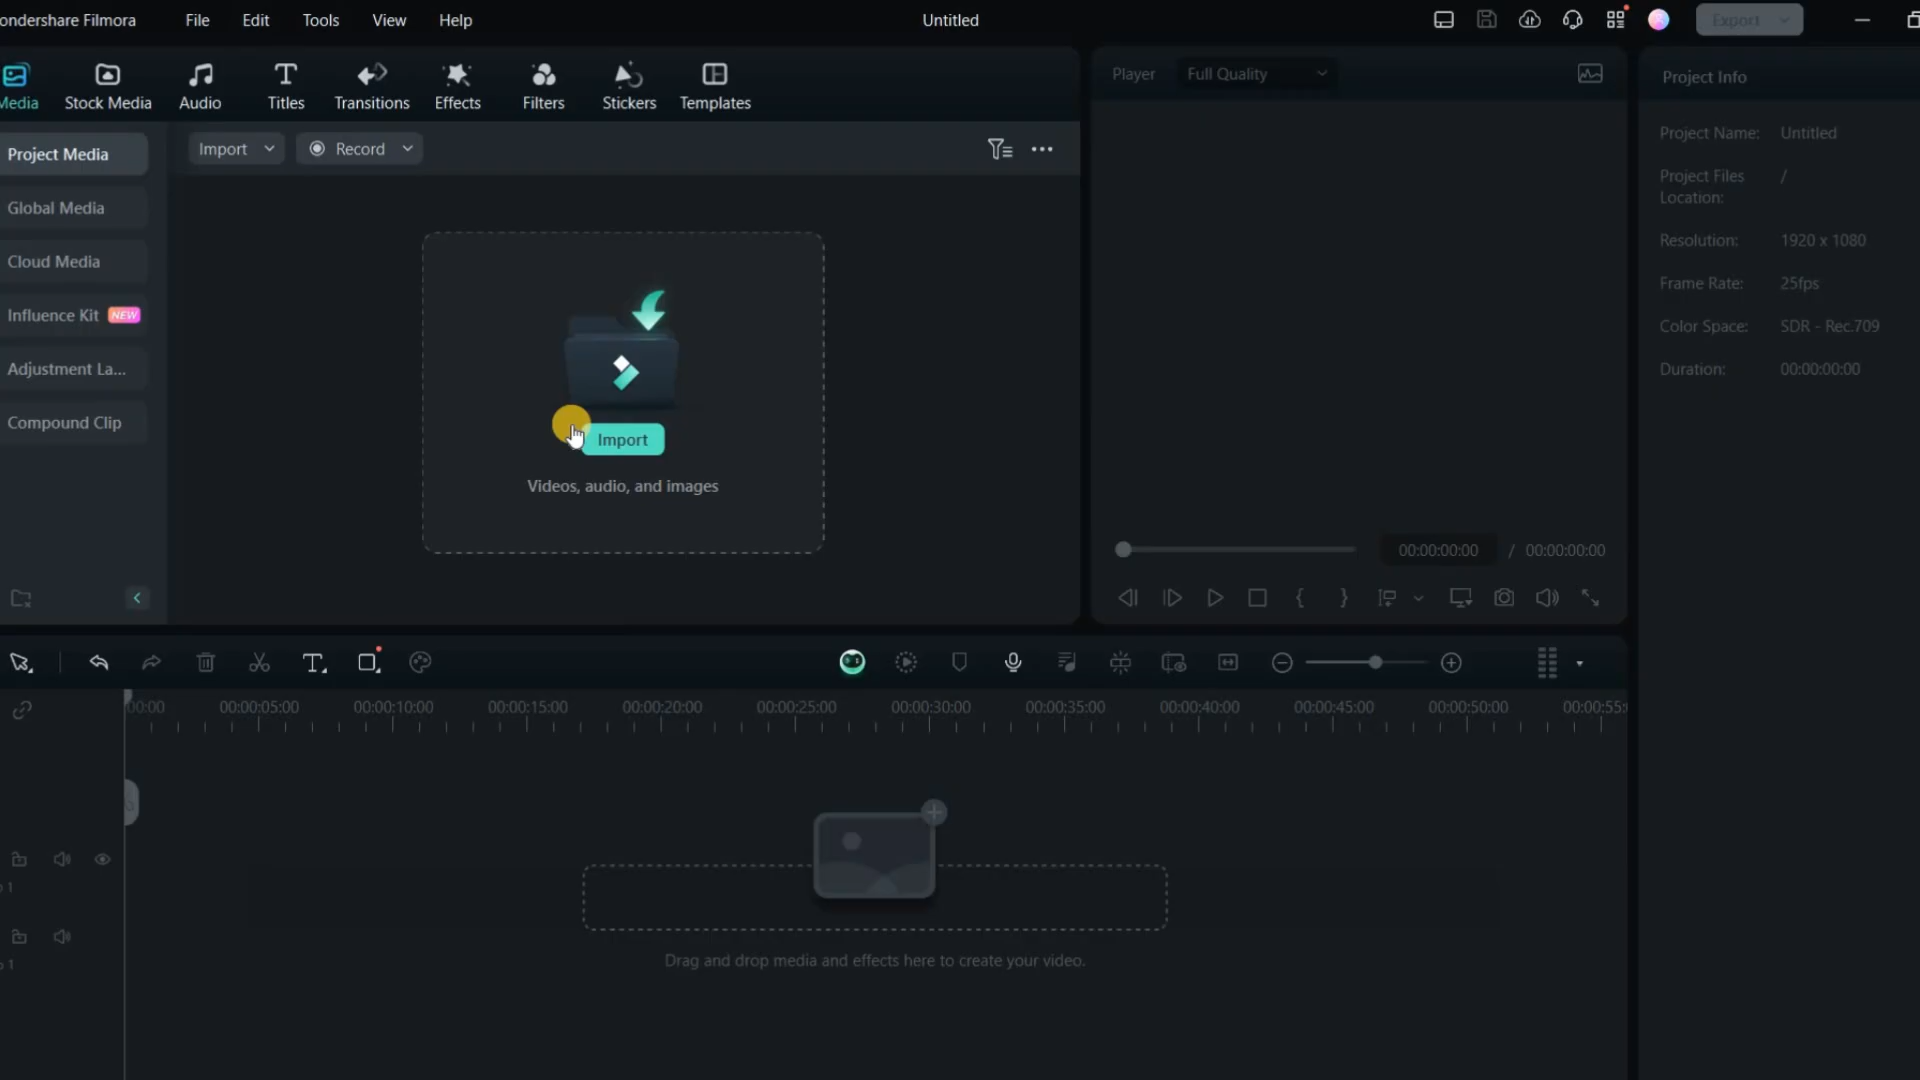 ondershare Filmora
File
Edit
Tools
View
Help
Untitled
Export
Media
Stock Media
Audio
Titles
Transitions
Effects
Filters
Stickers
Templates
Project Media
Global Media
Cloud Media
Influence Kit NEW
Adjustment La...
Compound Clip
Import
Record
Import
Videos, audio, and images
Player
Full Quality
00:00:00:00 / 00:00:00:00
Project Info
Project Name: Untitled
Project Files Location: /
Resolution: 1920 x 1080
Frame Rate: 25fps
Color Space: SDR - Rec.709
Duration: 00:00:00:00
00:00 00:00:05:00 00:00:10:00 00:00:15:00 00:00:20:00 00:00:25:00 00:00:30:00 00:00:35:00 00:00:40:00 00:00:45:00 00:00:50:00 00:00:55:
o 1
o 1
Drag and drop media and effects here to create your video.